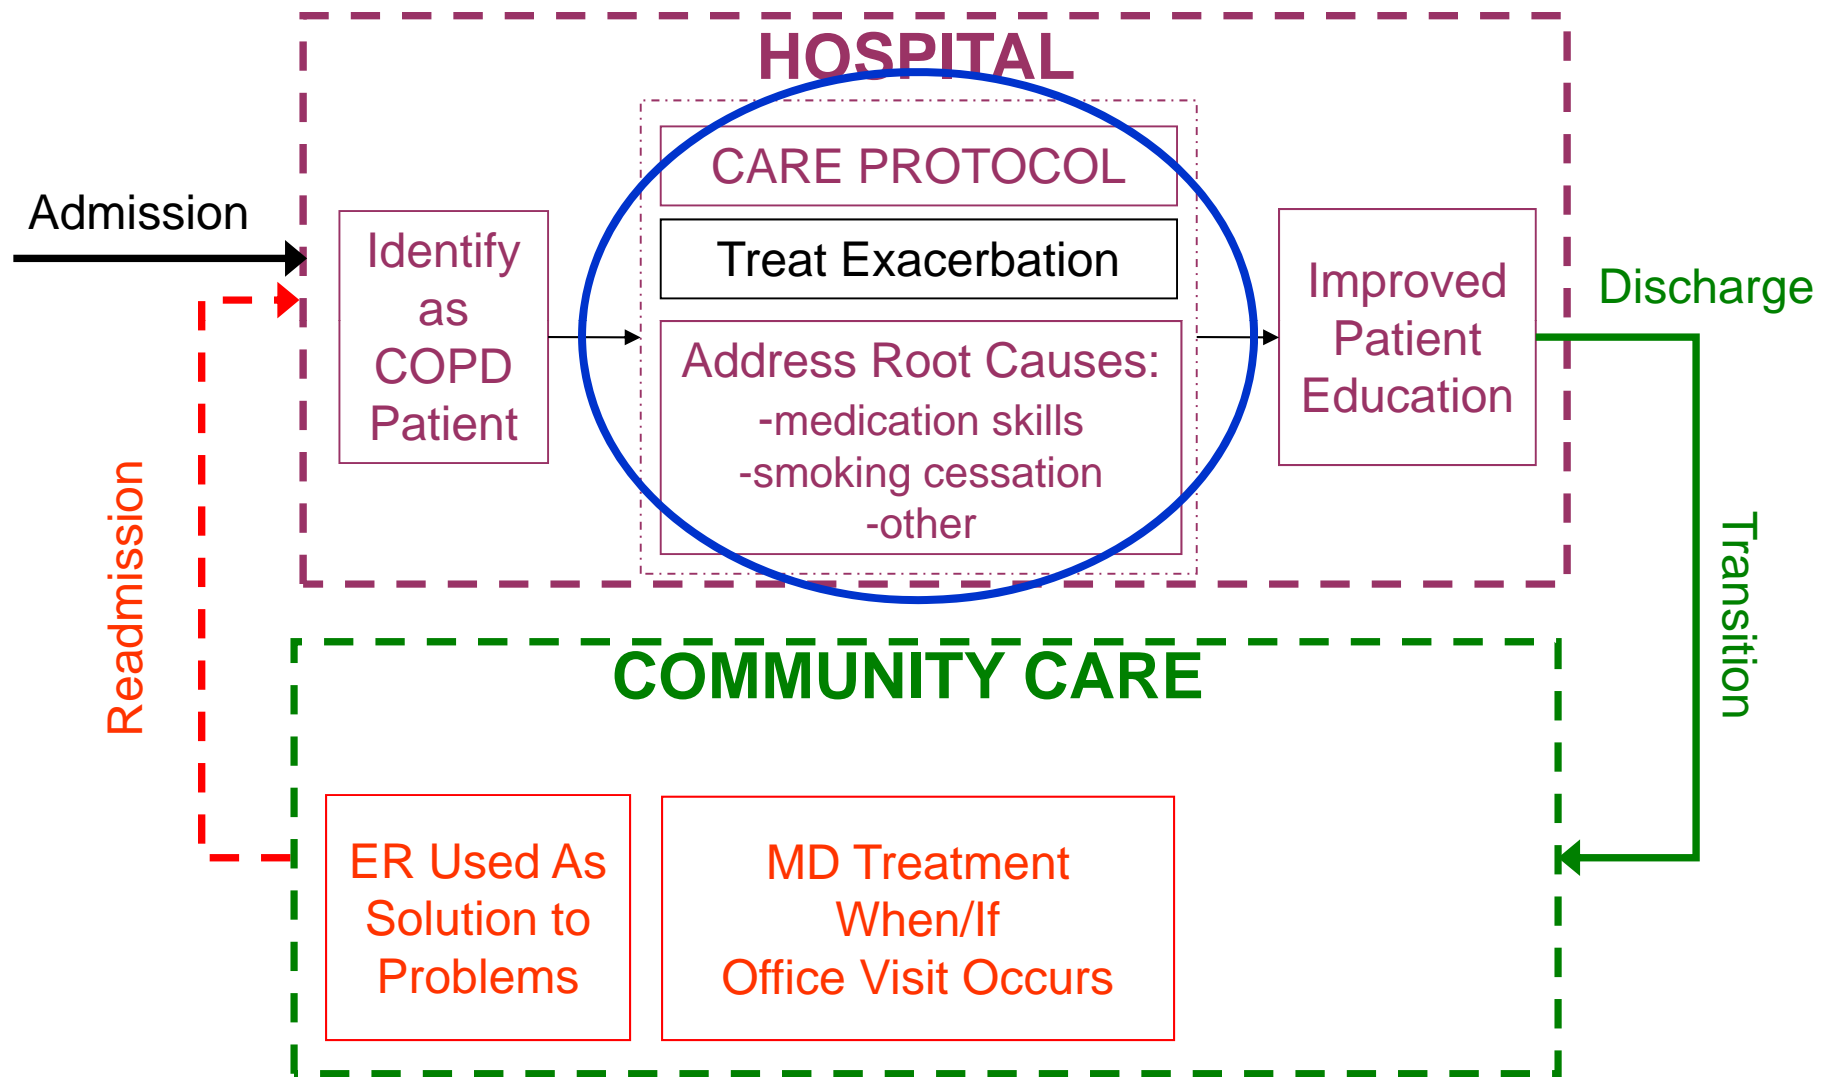 HOSPITAL
Admission
Identify
as
COPD
Patient
CARE PROTOCOL
Treat Exacerbation
Address Root Causes:
-medication skills
-smoking cessation
-other
Improved
Patient
Education
Discharge
Transition
Readmission
COMMUNITY CARE
ER Used As
Solution to
Problems
MD Treatment
When/If
Office Visit Occurs